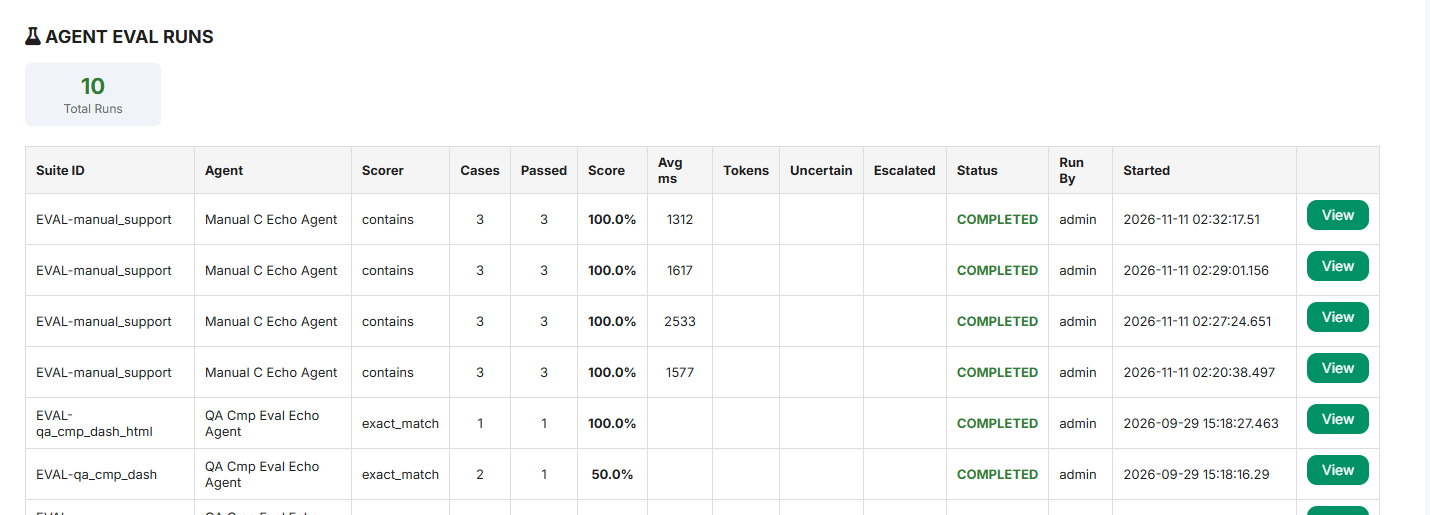 AGENT EVAL RUNS
10
Total Runs
Suite ID Agent Scorer Cases Passed Score Avg ms Tokens Uncertain Escalated Status Run By Started
EVAL-manual_support Manual C Echo Agent contains 3 3 100.0% 1312 COMPLETED admin 2026-11-11 02:32:17.51 View
EVAL-manual_support Manual C Echo Agent contains 3 3 100.0% 1617 COMPLETED admin 2026-11-11 02:29:01.156 View
EVAL-manual_support Manual C Echo Agent contains 3 3 100.0% 2533 COMPLETED admin 2026-11-11 02:27:24.651 View
EVAL-manual_support Manual C Echo Agent contains 3 3 100.0% 1577 COMPLETED admin 2026-11-11 02:20:38.497 View
EVAL-qa_cmp_dash_html QA Cmp Eval Echo Agent exact_match 1 1 100.0% COMPLETED admin 2026-09-29 15:18:27.463 View
EVAL-qa_cmp_dash QA Cmp Eval Echo Agent exact_match 2 1 50.0% COMPLETED admin 2026-09-29 15:18:16.29 View